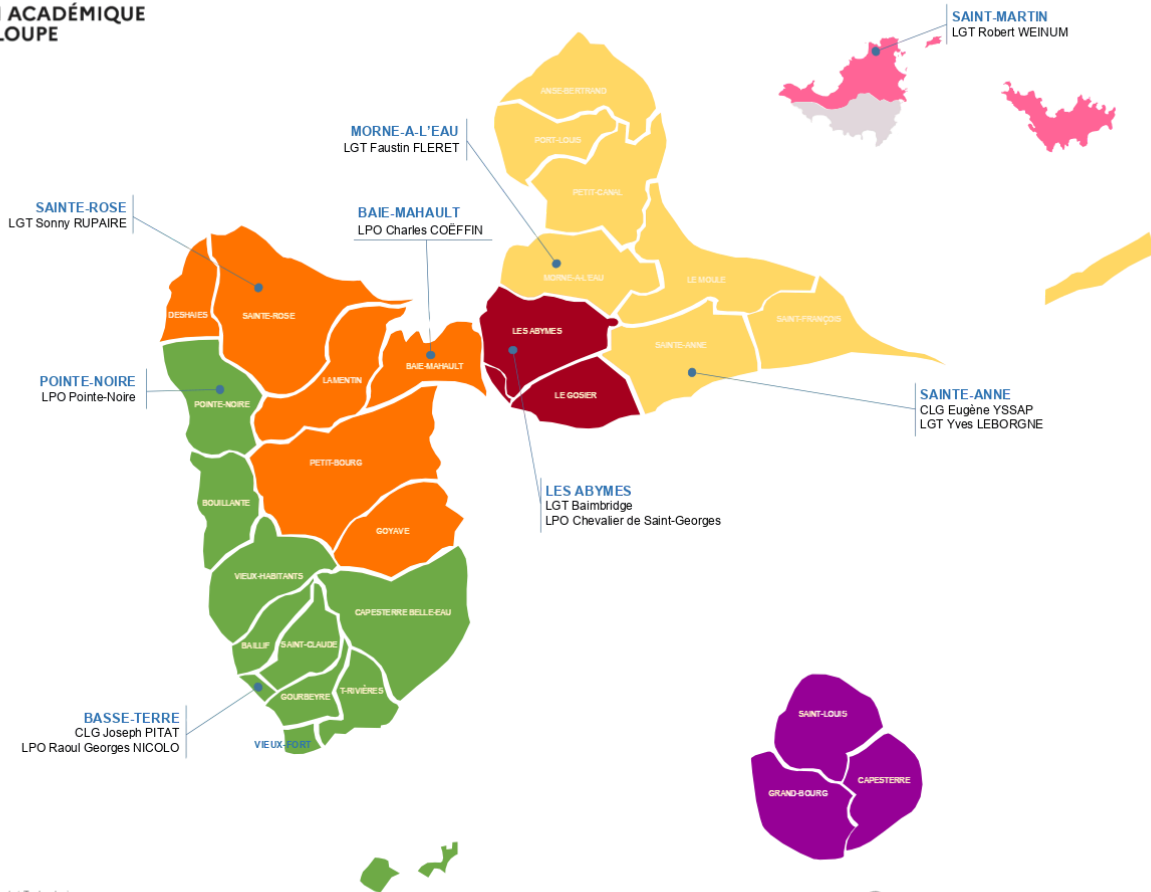 ACADÉMIQUE
LOUPE
SAINT-MARTIN
LGT Robert WEINUM
ANSE-BERTRAND
MORNE-A-L'EAU
LGT Faustin FLERET
PORT-LOUIS
PETIT-CANAL
SAINTE-ROSE
LGT Sonny RUPAIRE
BAIE-MAHAULT
LPO Charles COËFFIN
MORNE-A-L'EAU
LE MOULE
DESHAIES
SAINTE-ROSE
SAINT-FRANÇOIS
LES ABYMES
SAINTE-ANNE
BAIE-MAHAULT
LAMENTIN
POINTE-NOIRE
LPO Pointe-Noire
POINTE-NOIRE
LE GOSIER
SAINTE-ANNE
CLG Eugène YSSAP
LGT Yves LEBORGNE
PETIT-BOURG
LES ABYMES
LGT Baimbridge
LPO Chevalier de Saint-Georges
BOUILLANTE
GOYAVE
VIEUX-HABITANTS
CAPESTERRE BELLE-EAU
BAILLIF
SAINT-CLAUDE
T-RIVIÈRES
GOURBEYRE
BASSE-TERRE
CLG Joseph PITAT
LPO Raoul Georges NICOLO
VIEUX-FORT
SAINT-LOUIS
CAPESTERRE
GRAND-BOURG